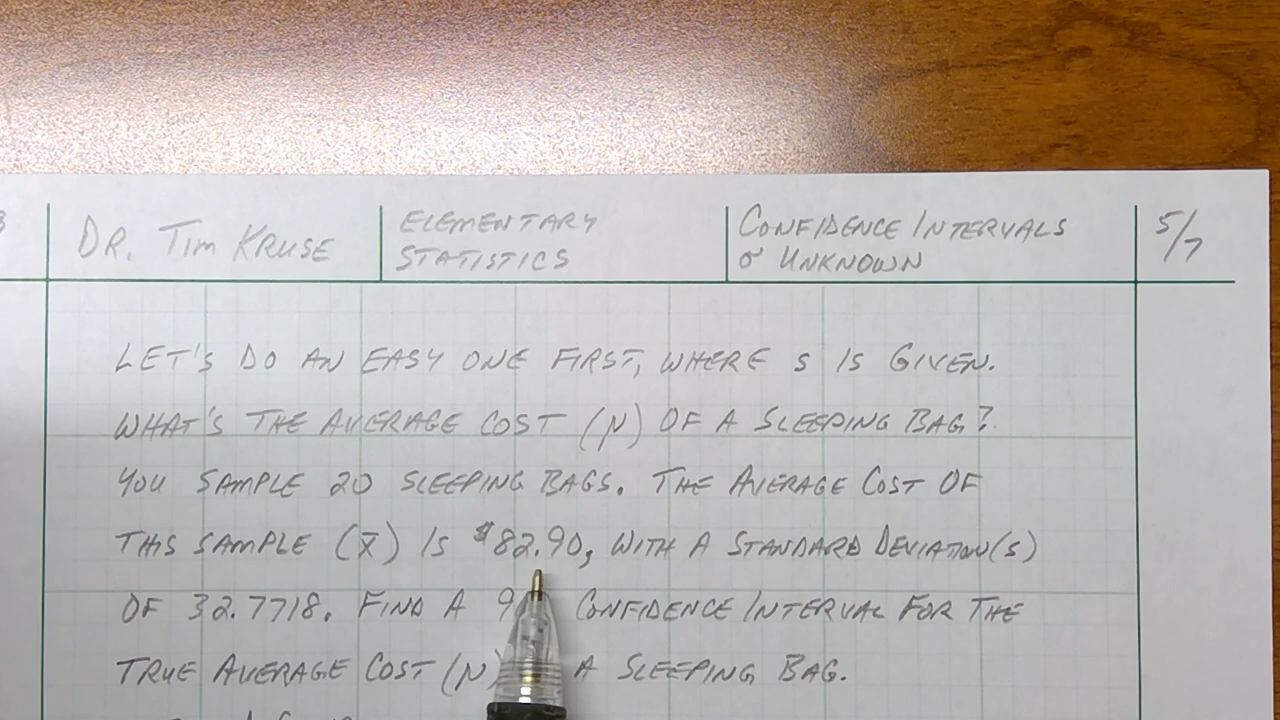 DR. TIM KRUSE
ELEMENTARY
STATISTICS
CONFIDENCE INTERVALS
σ UNKNOWN
5/7
LET'S DO AN EASY ONE FIRST, WHERE S IS GIVEN.
WHAT'S THE AVERAGE COST (μ) OF A SLEEPING BAG?
YOU SAMPLE 20 SLEEPING BAGS. THE AVERAGE COST OF
THIS SAMPLE (x̄) IS $82.90, WITH A STANDARD DEVIATION(S)
OF 32.7718. FIND A 9 CONFIDENCE INTERVAL FOR THE
TRUE AVERAGE COST (μ) A SLEEPING BAG.